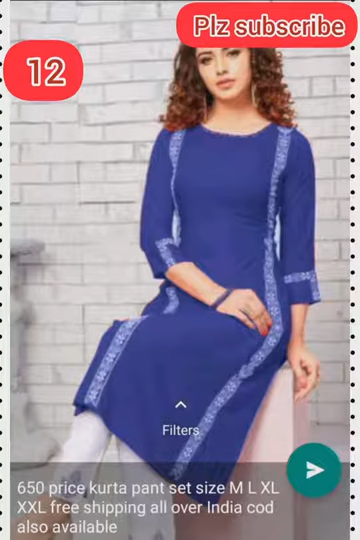 Plz subscribe
12
Filters
650 price kurta pant set size M L XL
XXL free shipping all over India cod
also available